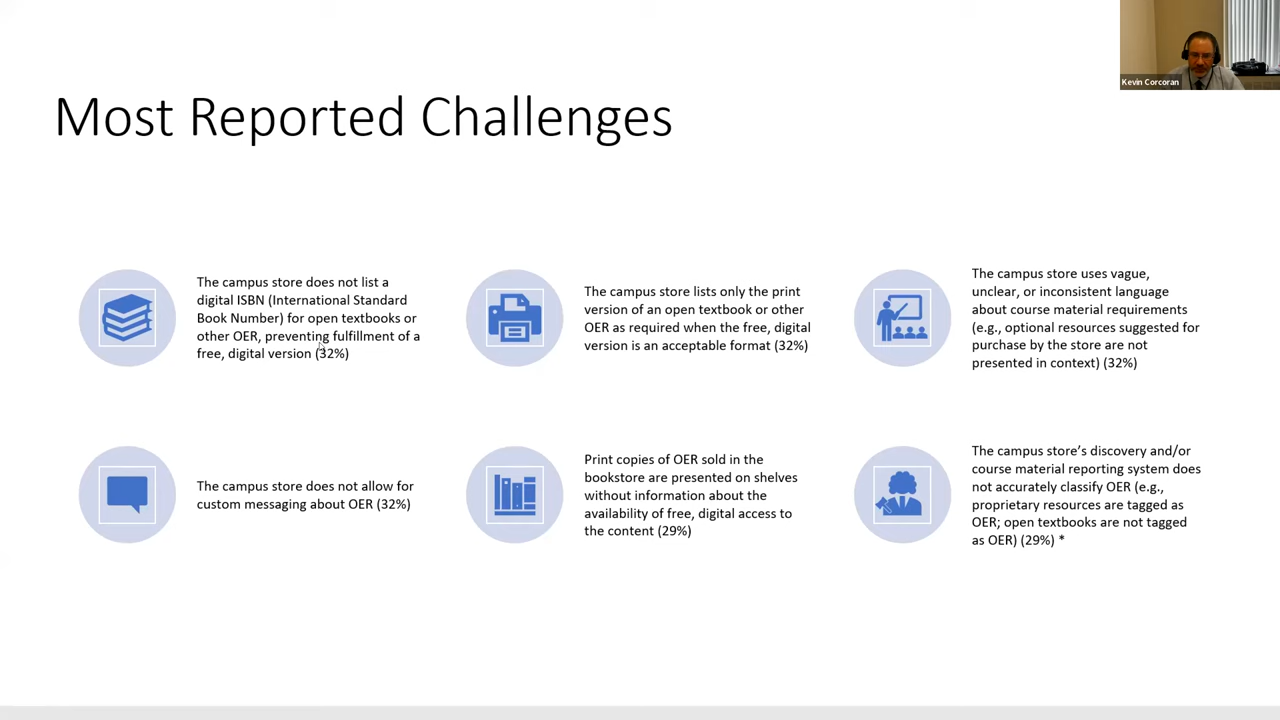 Kevin Corcoran
Most Reported Challenges
The campus store does not list a
digital ISBN (International Standard
Book Number) for open textbooks or
other OER, preventing fulfillment of a
free, digital version (32%)
The campus store lists only the print
version of an open textbook or other
OER as required when the free, digital
version is an acceptable format (32%)
The campus store uses vague,
unclear, or inconsistent language
about course material requirements
(e.g., optional resources suggested for
purchase by the store are not
presented in context) (32%)
The campus store does not allow for
custom messaging about OER (32%)
Print copies of OER sold in the
bookstore are presented on shelves
without information about the
availability of free, digital access to
the content (29%)
The campus store’s discovery and/or
course material reporting system does
not accurately classify OER (e.g.,
proprietary resources are tagged as
OER; open textbooks are not tagged
as OER) (29%) *